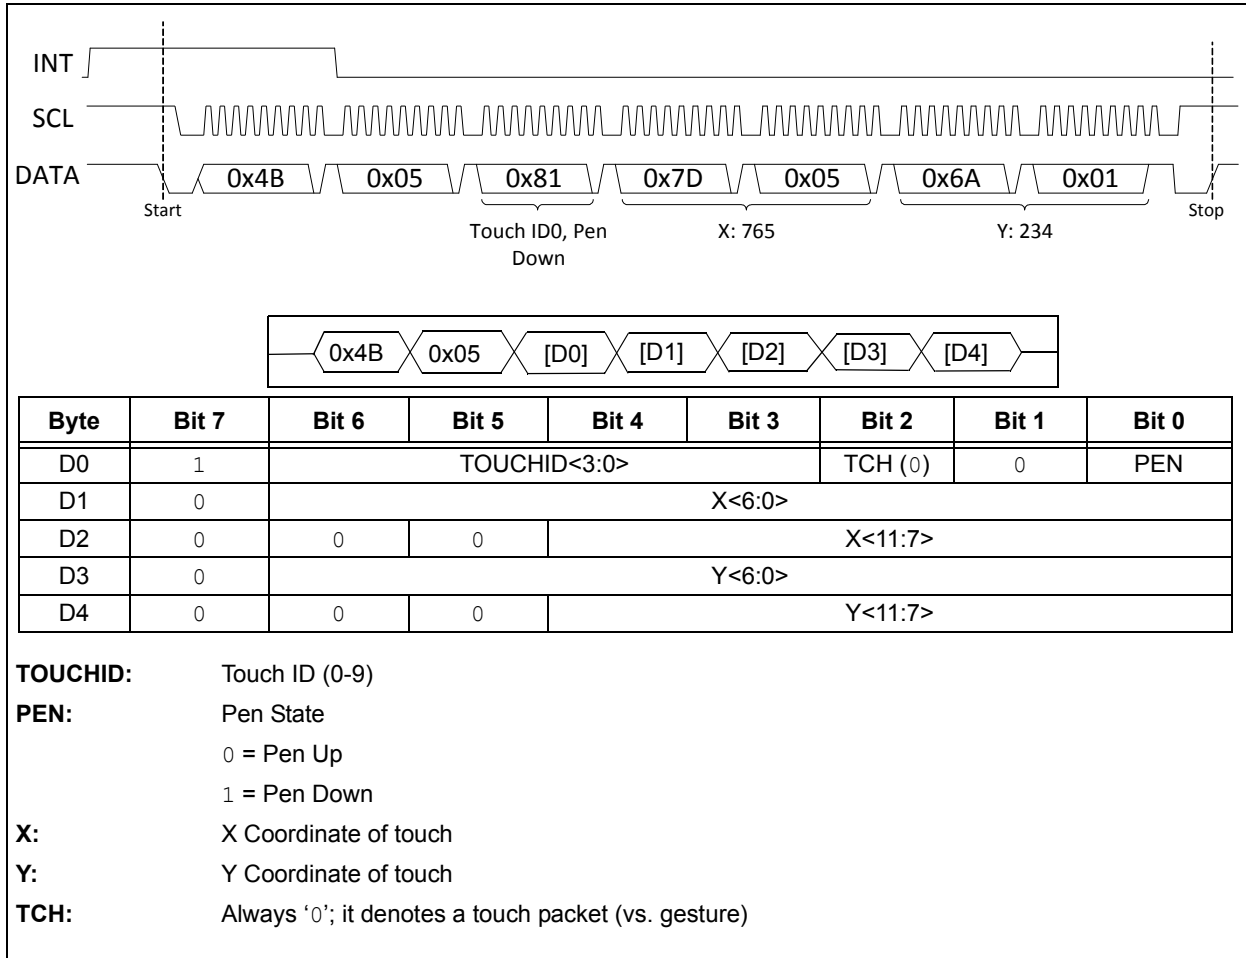 INT
SCL
DATA
0x4B 0x05 0x81 0x7D 0x05 0x6A 0x01
Start
Stop
Touch ID0, Pen
Down
X: 765
Y: 234
0x4B 0x05 [D0] [D1] [D2] [D3] [D4]
Byte Bit 7 Bit 6 Bit 5 Bit 4 Bit 3 Bit 2 Bit 1 Bit 0
D0 1 TOUCHID<3:0> TCH (0) 0 PEN
D1 0 X<6:0>
D2 0 0 0 X<11:7>
D3 0 Y<6:0>
D4 0 0 0 Y<11:7>
TOUCHID: Touch ID (0-9)
PEN: Pen State
0 = Pen Up
1 = Pen Down
X: X Coordinate of touch
Y: Y Coordinate of touch
TCH: Always ‘0’; it denotes a touch packet (vs. gesture)